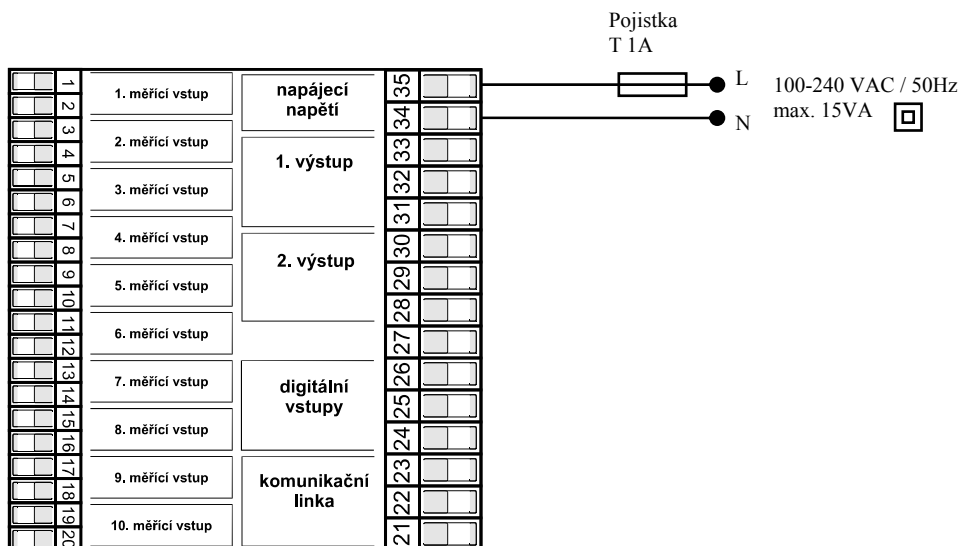 Pojistka
T 1A
L
100-240 VAC / 50Hz
N
max. 15VA
1
2
3
4
5
6
7
8
9
10
11
12
13
14
15
16
17
18
19
20
1. měřící vstup
2. měřící vstup
3. měřící vstup
4. měřící vstup
5. měřící vstup
6. měřící vstup
7. měřící vstup
8. měřící vstup
9. měřící vstup
10. měřící vstup
napájecí
napětí
1. výstup
2. výstup
digitální
vstupy
komunikační
linka
35
34
33
32
31
30
29
28
27
26
25
24
23
22
21